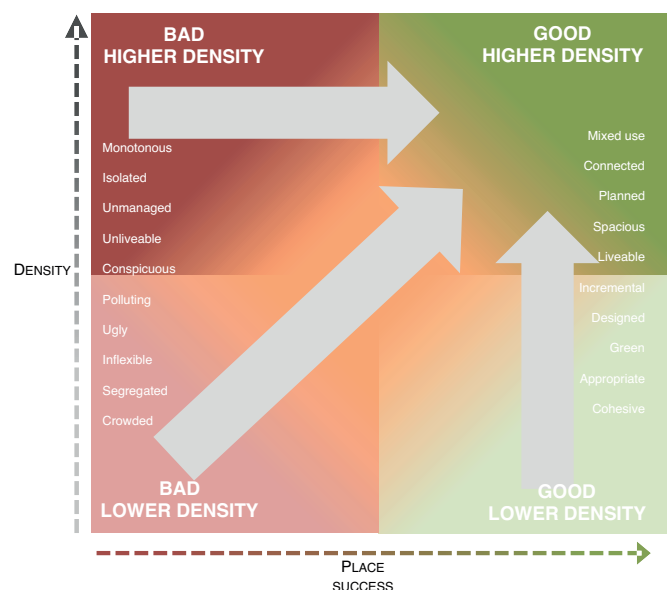 BAD
HIGHER DENSITY
GOOD
HIGHER DENSITY
Monotonous
Isolated
Unmanaged
Unliveable
Conspicuous
Polluting
Ugly
Inflexible
Segregated
Crowded
Mixed use
Connected
Planned
Spacious
Liveable
Incremental
Designed
Green
Appropriate
Cohesive
DENSITY
BAD
LOWER DENSITY
GOOD
LOWER DENSITY
PLACE
SUCCESS